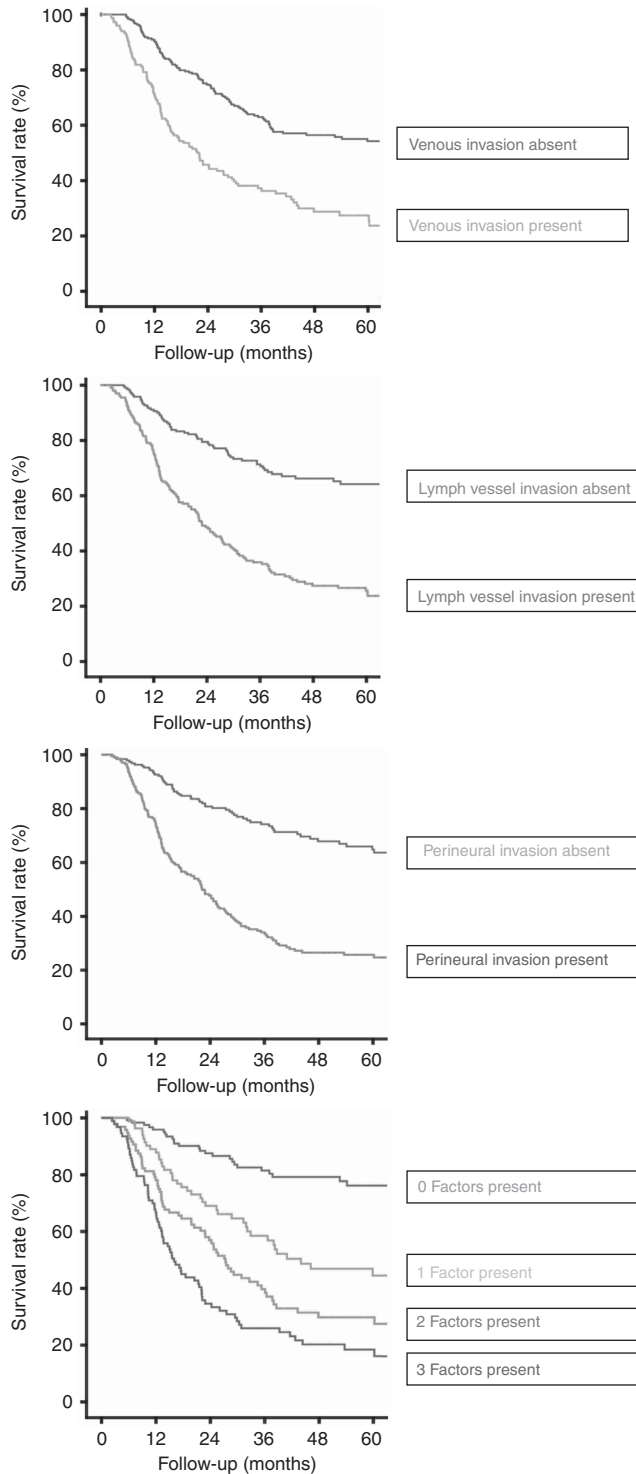 100
80
60
40
20
0
Survival rate (%)
0 12 24 36 48 60
Follow-up (months)
Venous invasion absent
Venous invasion present
100
80
60
40
20
0
Survival rate (%)
0 12 24 36 48 60
Follow-up (months)
Lymph vessel invasion absent
Lymph vessel invasion present
100
80
60
40
20
0
Survival rate (%)
0 12 24 36 48 60
Follow-up (months)
Perineural invasion absent
Perineural invasion present
100
80
60
40
20
0
Survival rate (%)
0 12 24 36 48 60
Follow-up (months)
0 Factors present
1 Factor present
2 Factors present
3 Factors present